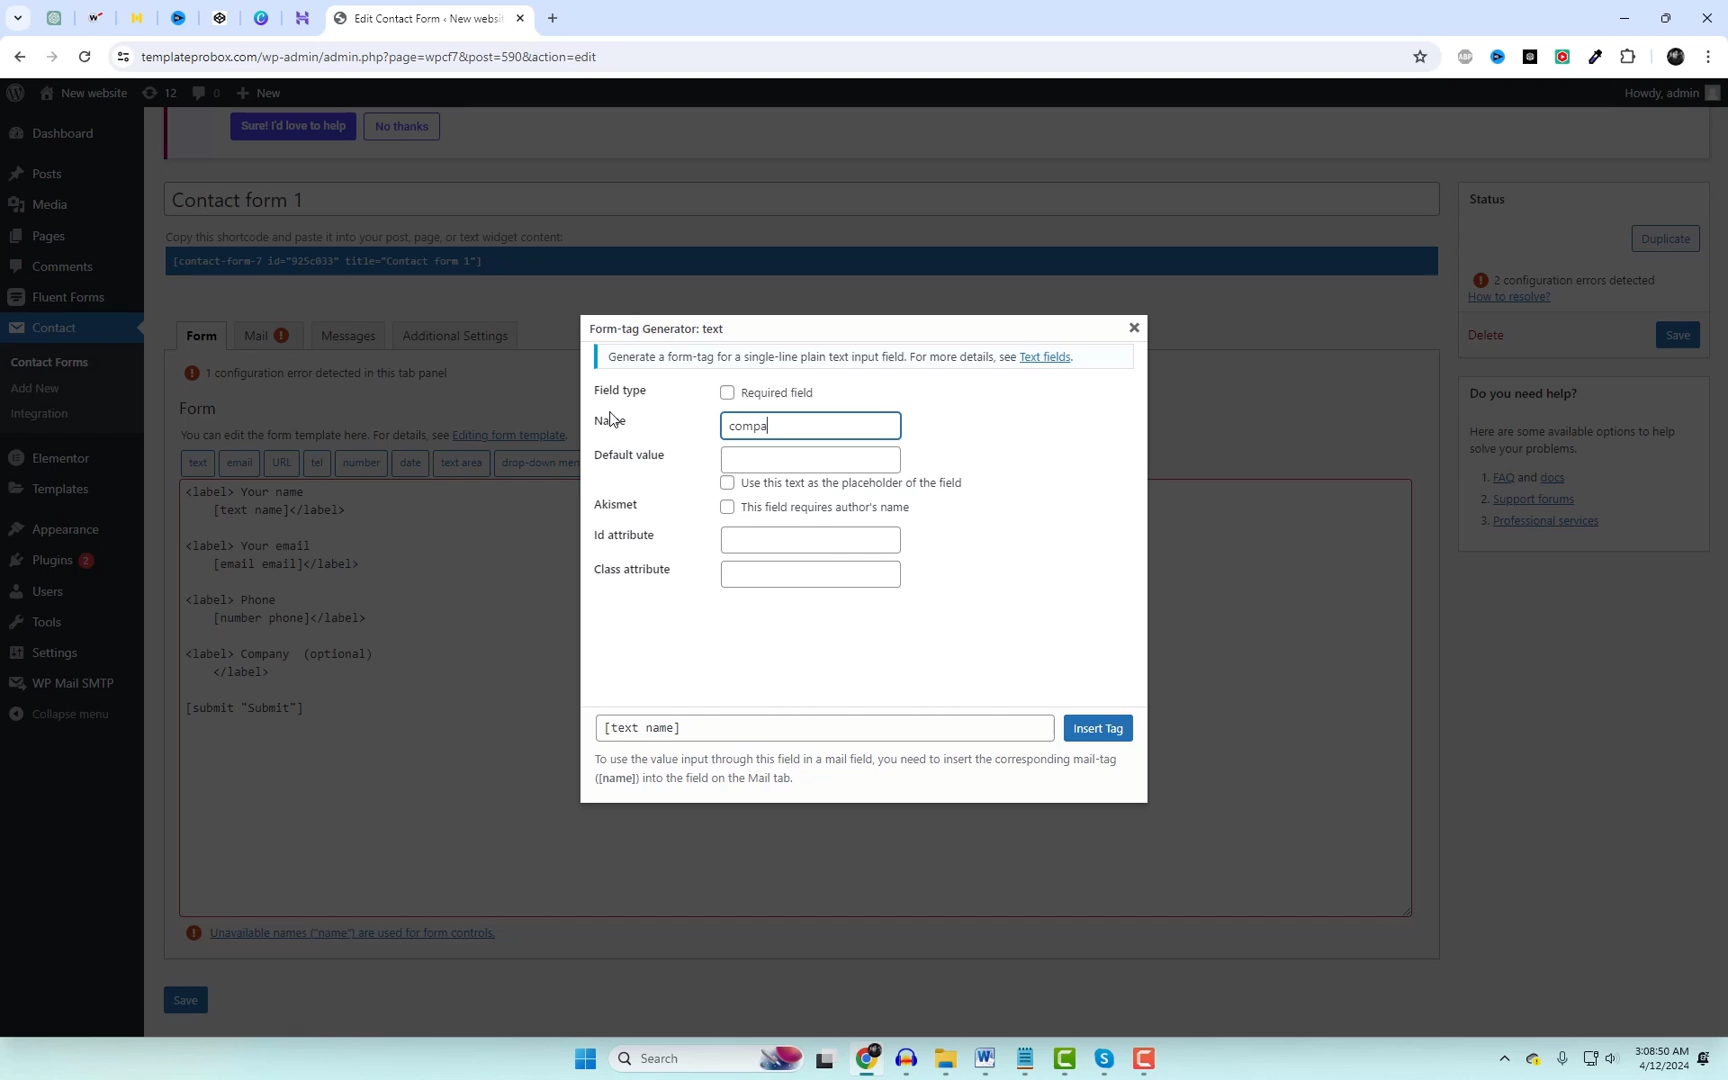 Edit Contact Form ‹ New websi
templateprobox.com/wp-admin/admin.php?page=wpcf7&post=590&action=edit
New website
12
0
New
Howdy, admin
Dashboard
Posts
Media
Pages
Comments
Fluent Forms
Contact
Contact Forms
Add New
Integration
Elementor
Templates
Appearance
Plugins 2
Users
Tools
Settings
WP Mail SMTP
Collapse menu
Sure! I'd love to help
No thanks
Contact form 1
Copy this shortcode and paste it into your post, page, or text widget content:
[contact-form-7 id="925c033" title="Contact form 1"]
Form
Mail
Messages
Additional Settings
1 configuration error detected in this tab panel
Form
You can edit the form template here. For details, see Editing form template.
text
email
URL
tel
number
date
text area
drop-down men
<label> Your name
[text name]</label>
<label> Your email
[email email]</label>
<label> Phone
[number phone]</label>
<label> Company (optional)
</label>
[submit "Submit"]
Unavailable names ("name") are used for form controls.
Save
Form-tag Generator: text
Generate a form-tag for a single-line plain text input field. For more details, see Text fields.
Field type
Required field
Name
compa
Default value
Use this text as the placeholder of the field
Akismet
This field requires author's name
Id attribute
Class attribute
[text name]
Insert Tag
To use the value input through this field in a mail field, you need to insert the corresponding mail-tag
([name]) into the field on the Mail tab.
Status
Duplicate
2 configuration errors detected
How to resolve?
Delete
Save
Do you need help?
Here are some available options to help
solve your problems.
1. FAQ and docs
2. Support forums
3. Professional services
Search
3:08:50 AM
4/12/2024